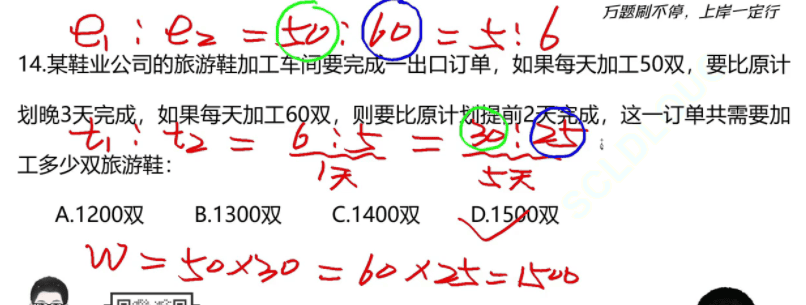 万题刷不停，上岸一定行
e₁:e₂=50:60=5:6
14.某鞋业公司的旅游鞋加工车间要完成一出口订单，如果每天加工50双，要比原计
划晚3天完成，如果每天加工60双，则要比原计划提前2天完成，这一订单共需要加
t₁:t₂=6:5=30:25
1天 5天
工多少双旅游鞋：
A.1200双 B.1300双 C.1400双 D.1500双
W=50×30=60×25=1500